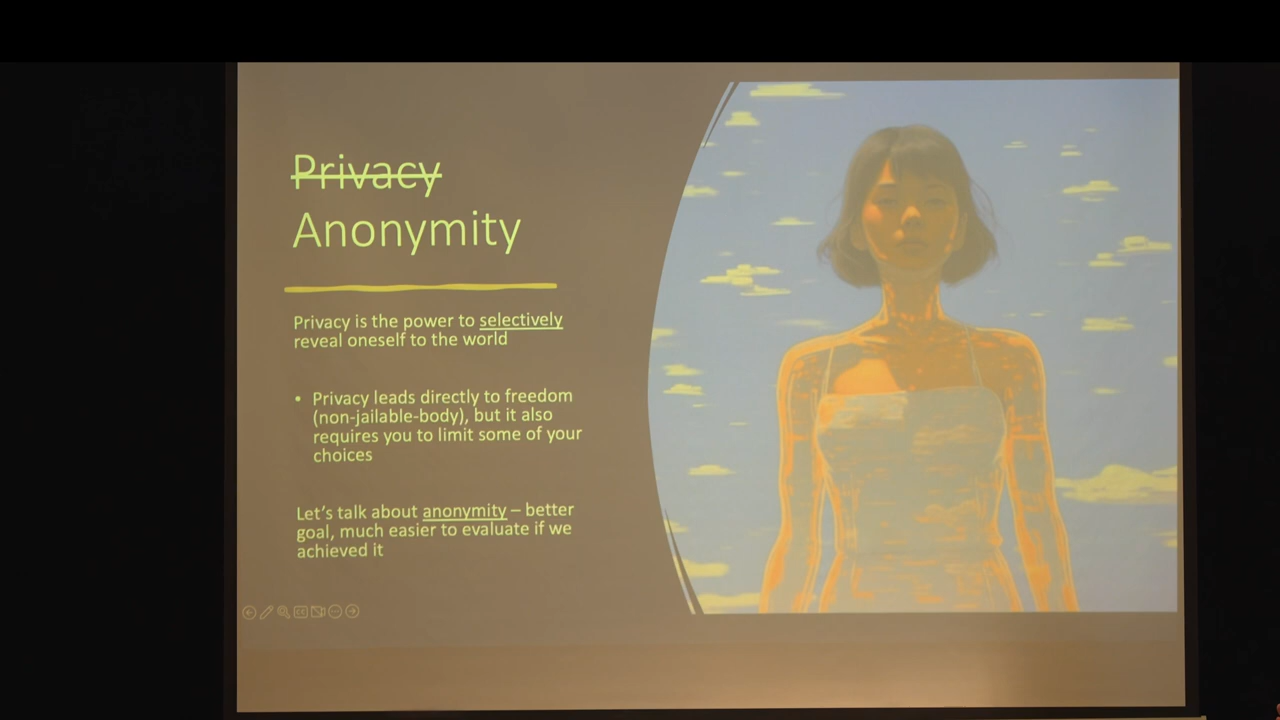 Privacy
Anonymity
Privacy is the power to selectively
reveal oneself to the world
• Privacy leads directly to freedom
(non-jailable-body), but it also
requires you to limit some of your
choices
Let's talk about anonymity – better
goal, much easier to evaluate if we
achieved it